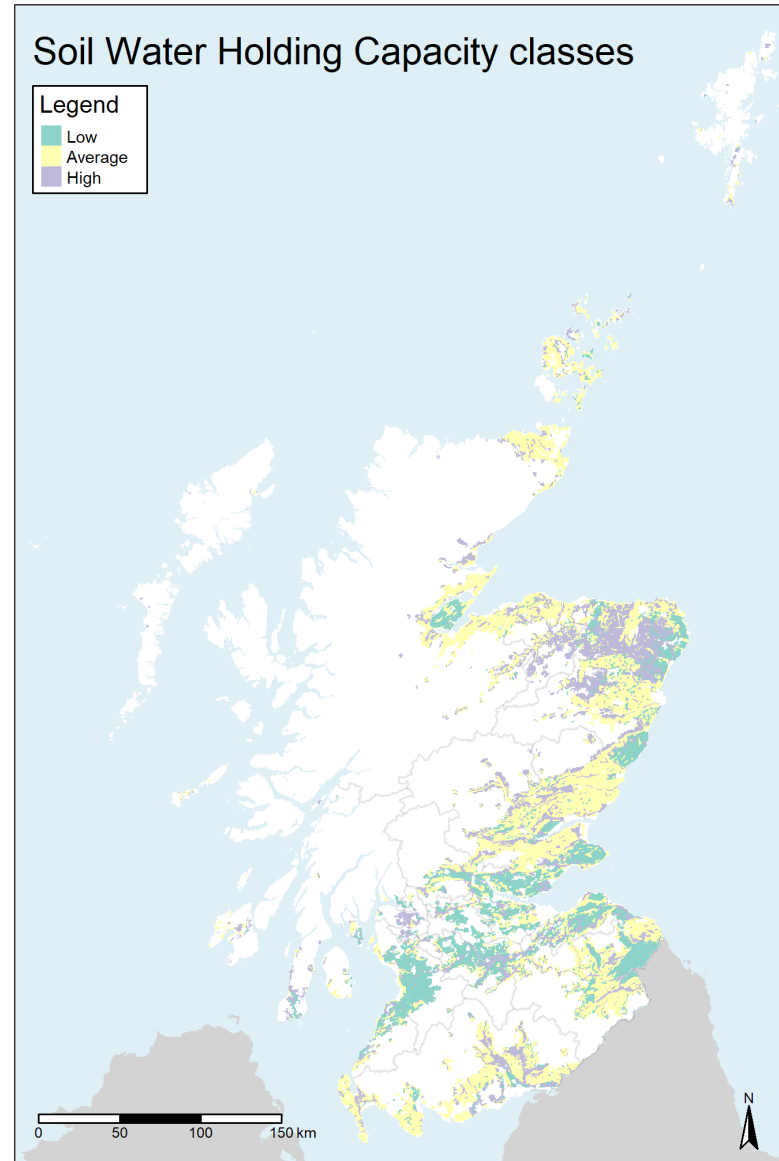 Soil Water Holding Capacity classes
Legend
Low
Average
High
N
0 50 100 150 km